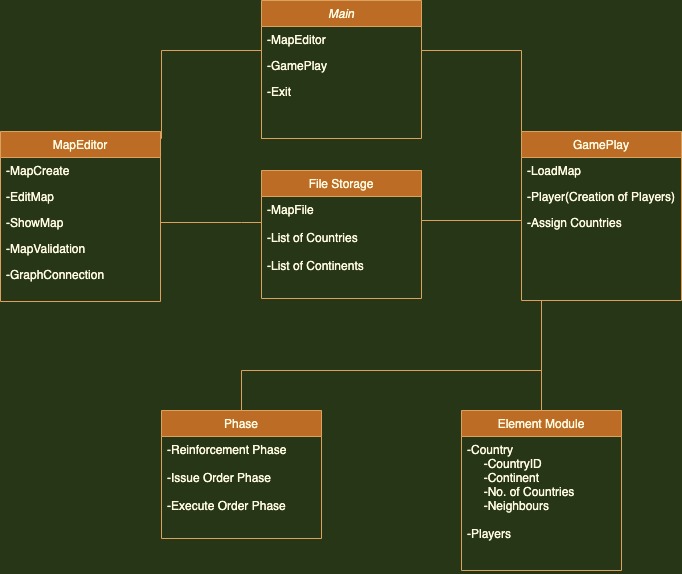 Main
-MapEditor
-GamePlay
-Exit
MapEditor
-MapCreate
-EditMap
-ShowMap
-MapValidation
-GraphConnection
File Storage
-MapFile
-List of Countries
-List of Continents
GamePlay
-LoadMap
-Player(Creation of Players)
-Assign Countries
Phase
-Reinforcement Phase
-Issue Order Phase
-Execute Order Phase
Element Module
-Country
-CountryID
-Continent
-No. of Countries
-Neighbours
-Players